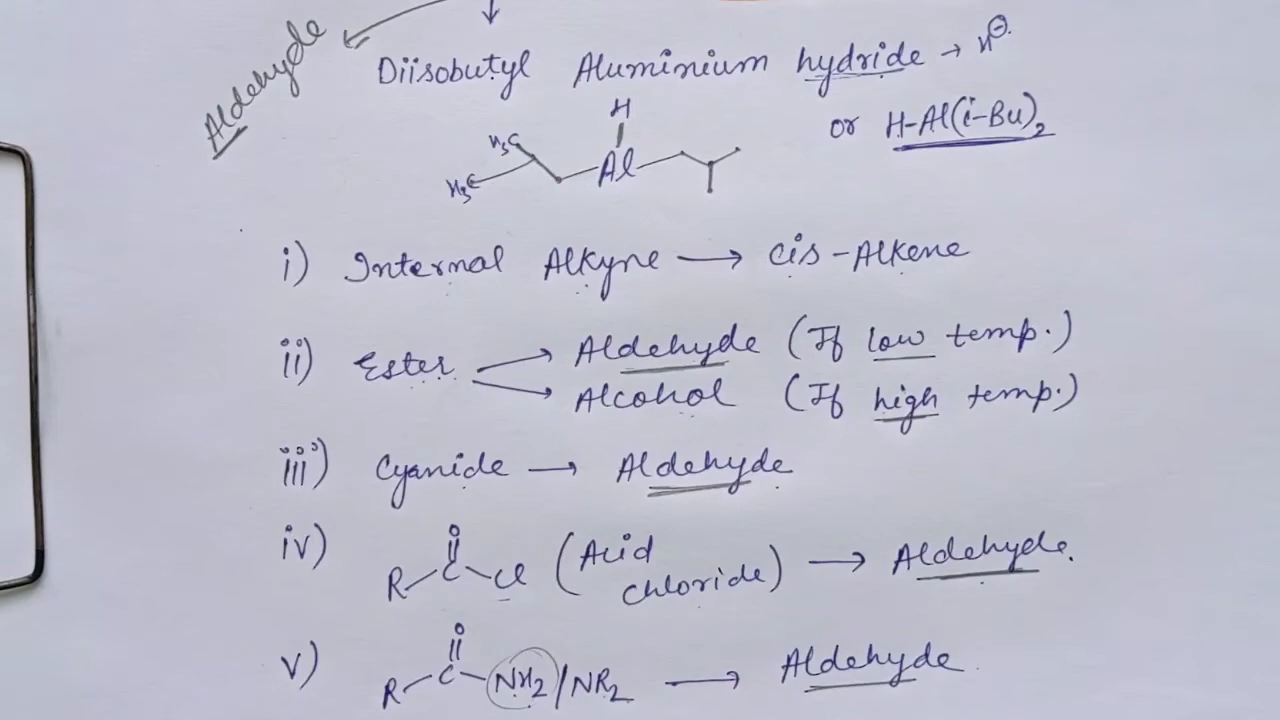 Aldehyde
Diisobutyl Aluminium hydride → H⊖
H
H₃C
H₃C Al
or H-Al(i-Bu)₂
i) Internal Alkyne → cis-Alkene
ii) Ester → Aldehyde (If low temp.)
→ Alcohol (If high temp.)
iii) Cyanide → Aldehyde
O
iv) R C Cl (Acid chloride) → Aldehyde.
O
v) R C NH₂/NR₂ → Aldehyde